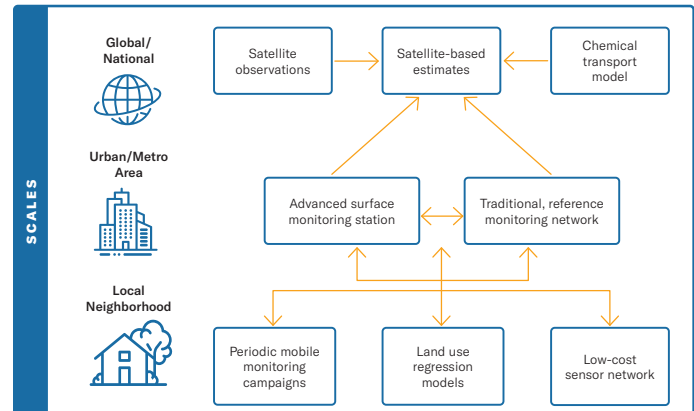 SCALES
Global/
National
Satellite
observations
Satellite-based
estimates
Chemical
transport
model
Urban/Metro
Area
Advanced surface
monitoring station
Traditional, reference
monitoring network
Local
Neighborhood
Periodic mobile
monitoring
campaigns
Land use
regression
models
Low-cost
sensor network